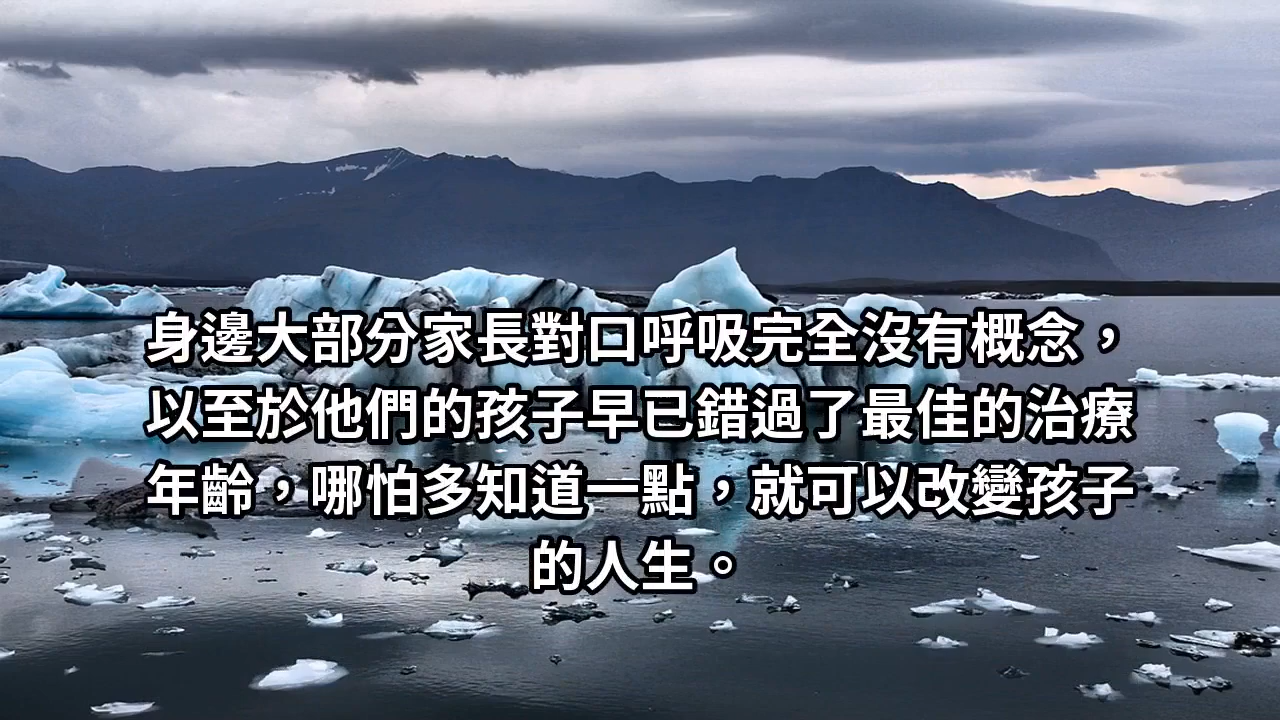 身邊大部分家長對口呼吸完全沒有概念，
以至於他們的孩子早已錯過了最佳的治療
年齡，哪怕多知道一點，就可以改變孩子
的人生。